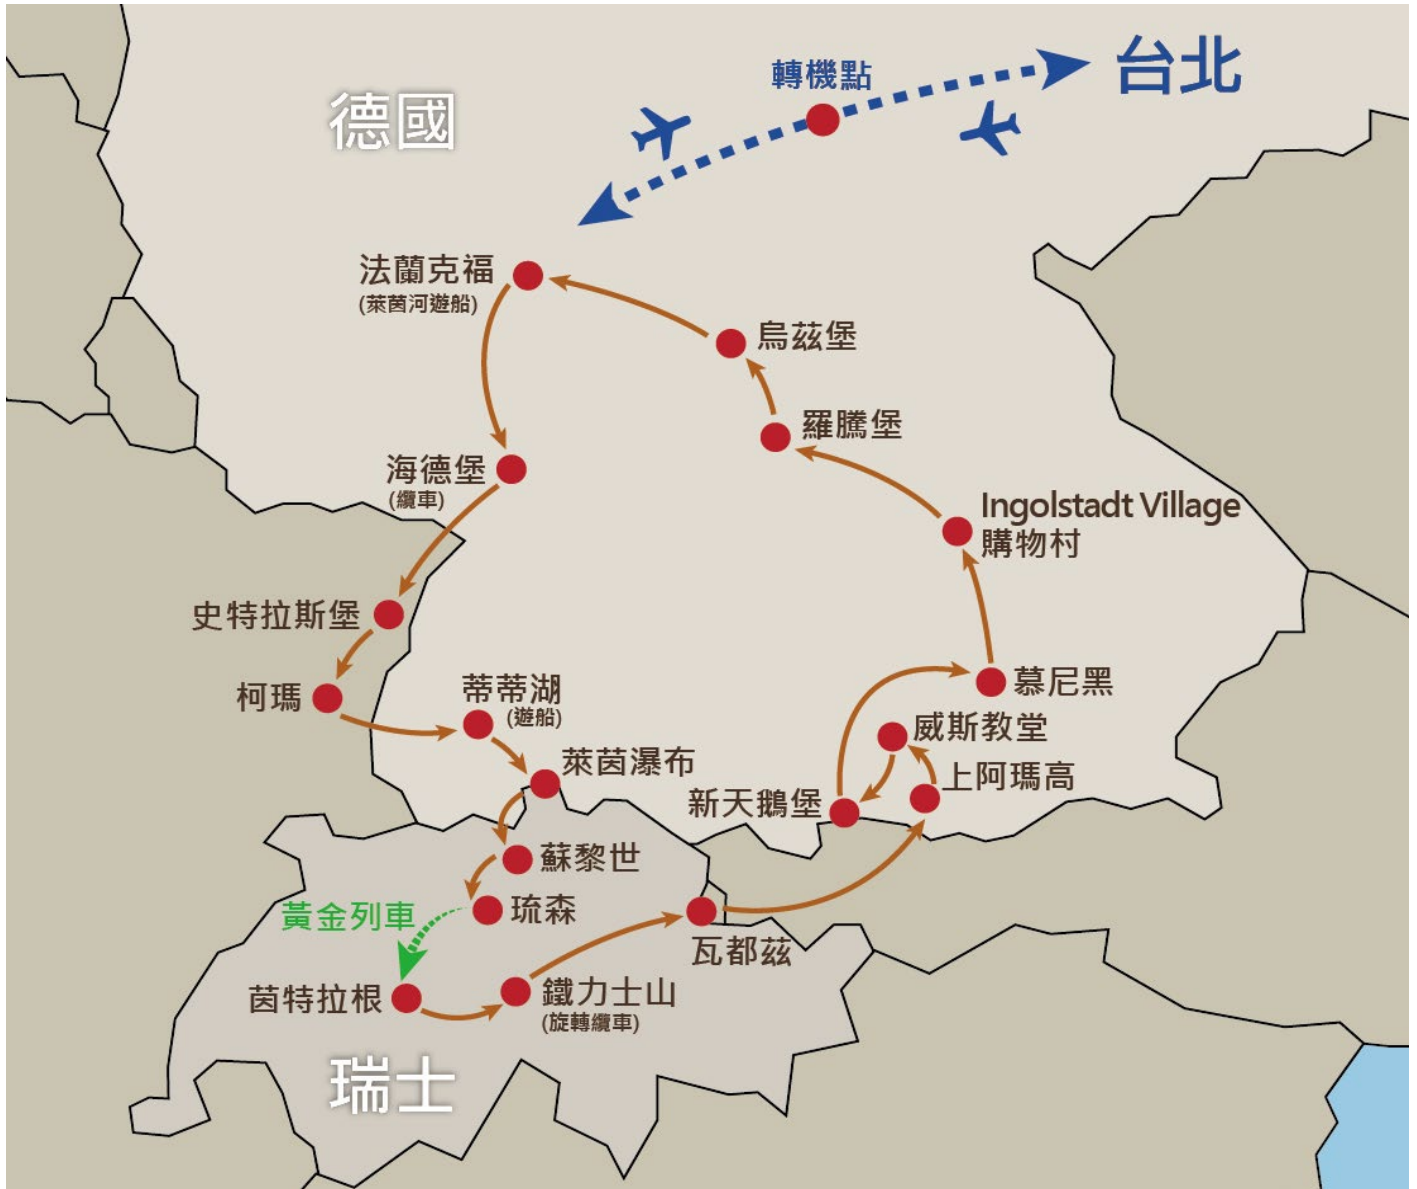 轉機點
台北
德國
法蘭克福
(萊茵河遊船)
烏茲堡
羅騰堡
海德堡
(纜車)
Ingolstadt Village
購物村
史特拉斯堡
柯瑪
蒂蒂湖
(遊船)
慕尼黑
威斯教堂
萊茵瀑布
上阿瑪高
新天鵝堡
蘇黎世
琉森
黃金列車
瓦都茲
茵特拉根
鐵力士山
(旋轉纜車)
瑞士